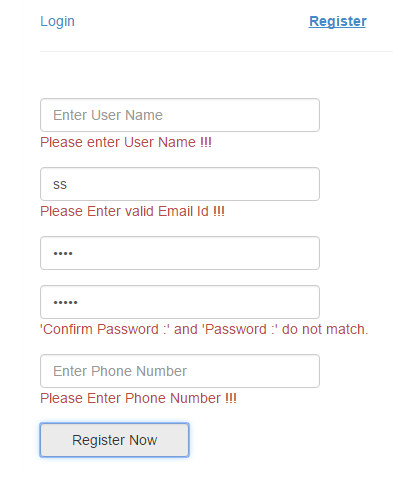 Login Register
Enter User Name
Please enter User Name !!!
ss
Please Enter valid Email Id !!!
••••
•••••
'Confirm Password :' and 'Password :' do not match.
Enter Phone Number
Please Enter Phone Number !!!
Register Now